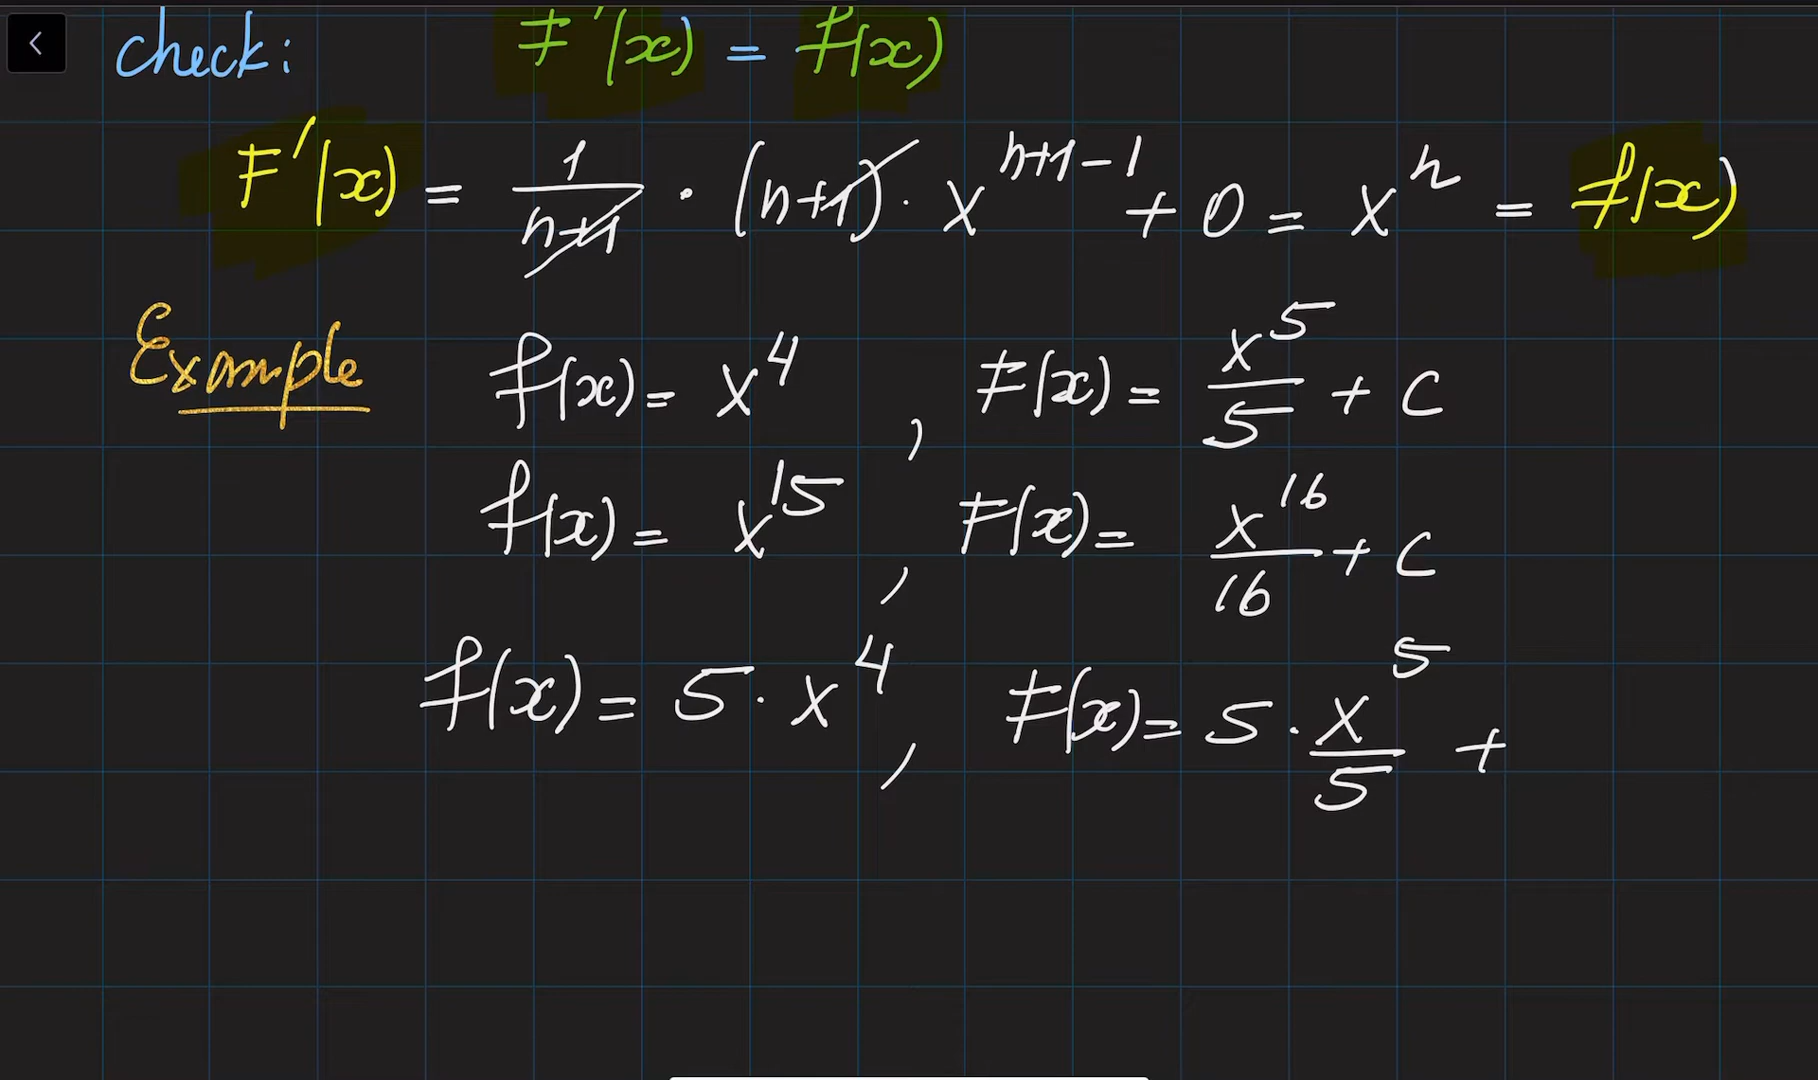 check: F'(x) = f(x)
F'(x) = 1/(n+1) · (n+1) · x^(n+1-1) + 0 = x^n = f(x)
Example f(x) = x^4 , F(x) = x^5/5 + C
f(x) = x^15 , F(x) = x^16/16 + C
f(x) = 5 · x^4 , F(x) = 5 · x^5/5 +